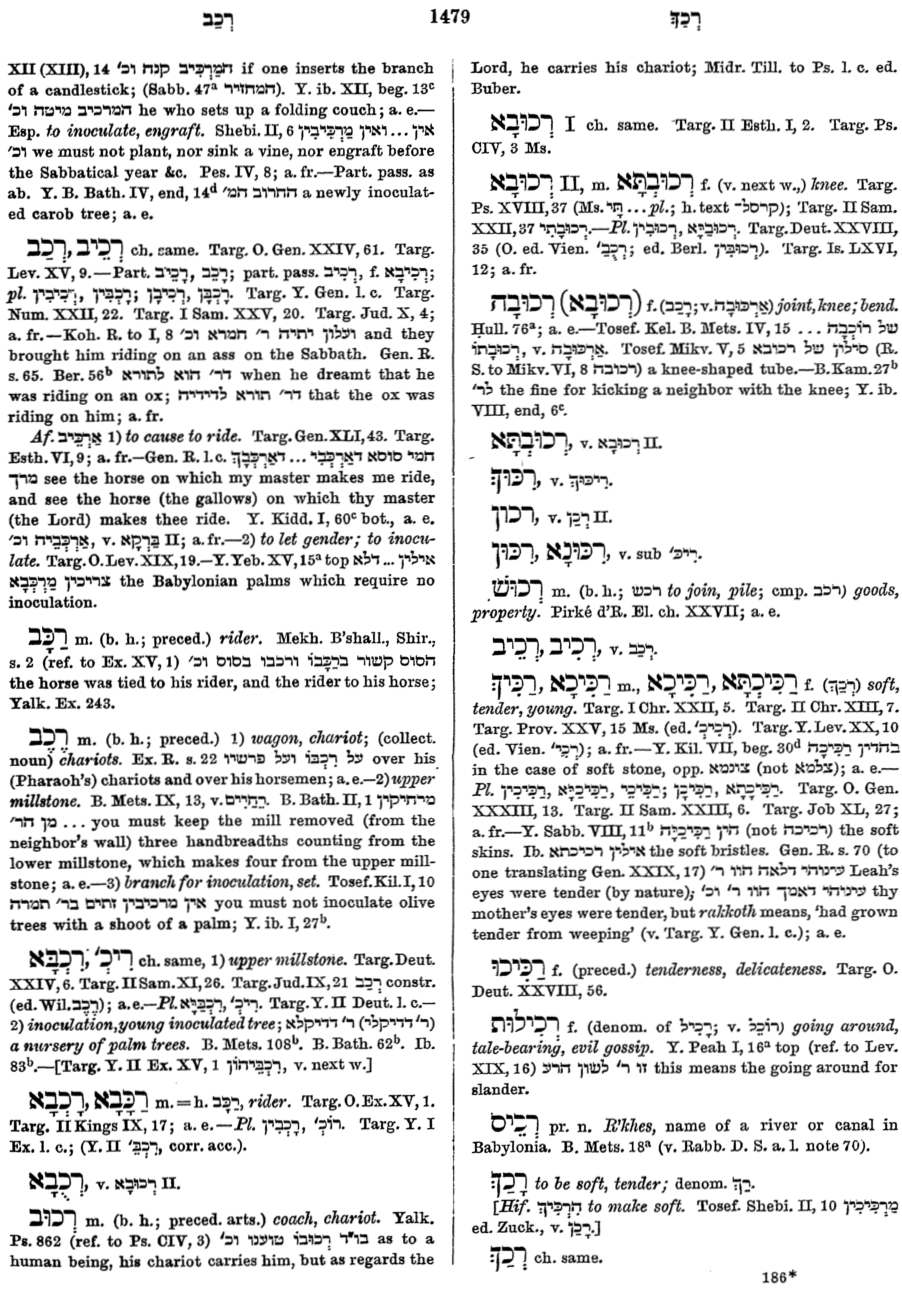 רְכַב 1479 רְכַךְ
XII (XIII), 14 הַמַּרְכִּיב קנה וכ׳ if one inserts the branch
of a candlestick; (Sabb. 47ᵃ המחזיר). Y. ib. XII, beg. 13ᶜ
המרכיב מיטה וכ׳ he who sets up a folding couch; a. e.—
Esp. to inoculate, engraft. Shebi. II, 6 אין ... ואין מַרְכִּיבִין
וכ׳ we must not plant, nor sink a vine, nor engraft before
the Sabbatical year &c. Pes. IV, 8; a. fr.—Part. pass. as
ab. Y. B. Bath. IV, end, 14ᵈ החרוב המ׳ a newly inoculat-
ed carob tree; a. e.
רְכֵיב, רְכַב ch. same. Targ. O. Gen. XXIV, 61. Targ.
Lev. XV, 9.—Part. רָכֵיב, רָכֵב; part. pass. רְכִיב, f. רְכִיבָא;
pl. רָכְבִין, רְכִיבִין; רָכְבָן, רְכִיבָן. Targ. Y. Gen. l. c. Targ.
Num. XXII, 22. Targ. I Sam. XXV, 20. Targ. Jud. X, 4;
a. fr.—Koh. R. to I, 8 ועלון יתיה ר׳ חמרא וכ׳ and they
brought him riding on an ass on the Sabbath. Gen. R.
s. 65. Ber. 56ᵇ דר׳ הוא לתורא when he dreamt that he
was riding on an ox; דר׳ תורא לדידיה that the ox was
riding on him; a. fr.
Af. אַרְכֵּיב 1) to cause to ride. Targ. Gen. XLI, 43. Targ.
Esth. VI, 9; a. fr.—Gen. R. l. c. חמי סוסא דאַרְכְּבִי ... דאַרְכְּבָךְ
מרך see the horse on which my master makes me ride,
and see the horse (the gallows) on which thy master
(the Lord) makes thee ride. Y. Kidd. I, 60ᶜ bot., a. e.
אַרְכְּבֵיהּ וכ׳, v. בַּרְקָא II; a. fr.—2) to let gender; to inocu-
late. Targ. O. Lev. XIX, 19.—Y. Yeb. XV, 15ᵃ top אילין ... דלא
צריכין מַרְכְּבָא the Babylonian palms which require no
inoculation.
רַכָּב m. (b. h.; preced.) rider. Mekh. B'shall., Shir.,
s. 2 (ref. to Ex. XV, 1) הסוס קשור ברַכָּבוֹ ורכבו בסוס וכ׳
the horse was tied to his rider, and the rider to his horse;
Yalk. Ex. 243.
רֶכֶב m. (b. h.; preced.) 1) wagon, chariot; (collect.
noun) chariots. Ex. R. s. 22 על רִכְבּוֹ ועל פרשיו over his
(Pharaoh's) chariots and over his horsemen; a. e.—2) upper
millstone. B. Mets. IX, 13, v. רֵחַיִים. B. Bath. II, 1 מרחיקין
מן הר׳ ... you must keep the mill removed (from the
neighbor's wall) three handbreadths counting from the
lower millstone, which makes four from the upper mill-
stone; a. e.—3) branch for inoculation, set. Tosef. Kil. I, 10
אין מרכיבין זתים בר׳ תמרה you must not inoculate olive
trees with a shoot of a palm; Y. ib. I, 27ᵇ.
רִיכְ׳, רִכְבָּא ch. same, 1) upper millstone. Targ. Deut.
XXIV, 6. Targ. II Sam. XI, 26. Targ. Jud. IX, 21 רכב constr.
(ed. Wil. רֶכֶב); a. e.—Pl. רִיכְ׳, רִכְבַּיָּא. Targ. Y. II Deut. l. c.—
2) inoculation, young inoculated tree; ר׳ דדיקלא (ר׳ דדיקלי)
a nursery of palm trees. B. Mets. 108ᵇ. B. Bath. 62ᵇ. Ib.
83ᵇ.—[Targ. Y. II Ex. XV, 1 רִכְבֵּיהוֹן, v. next w.]
רַכָּבָא, רָכְבָא m. = h. רַכָּב, rider. Targ. O. Ex. XV, 1.
Targ. II Kings IX, 17; a. e.—Pl. רָכְבִין, רוֹכְ׳. Targ. Y. I
Ex. l. c.; (Y. II רִכְבֵּ׳, corr. acc.).
רְכֻבָא, v. רְכוּבָא II.
רְכוּב m. (b. h.; preced. arts.) coach, chariot. Yalk.
Ps. 862 (ref. to Ps. CIV, 3) בו״ד רְכוּבוֹ טוענו וכ׳ as to a
human being, his chariot carries him, but as regards the
Lord, he carries his chariot; Midr. Till. to Ps. l. c. ed.
Buber.
רְכוּבָא I ch. same. Targ. II Esth. I, 2. Targ. Ps.
CIV, 3 Ms.
רְכוּבָא II, m. רְכוּבְתָא f. (v. next w.,) knee. Targ.
Ps. XVIII, 37 (Ms. תַּי ... pl.; h. text קרסל־); Targ. II Sam.
XXII, 37 רְכוּבָתַי.—Pl. רְכוּבִין, רְכוּבַיָּא. Targ. Deut. XXVIII,
35 (O. ed. Vien. רְכֻבַּ׳; ed. Berl. רְכוּבִּין). Targ. Is. LXVI,
12; a. fr.
רְכוּבָה (רְכוּבָא) f. (רכב; v. אַרְכּוּבָה) joint, knee; bend.
Hull. 76ᵃ; a. e.—Tosef. Kel. B. Mets. IV, 15 ... של רוֹכְבָה
רְכוּבָתוֹ, v. אַרְכּוּבָה. Tosef. Mikv. V, 5 סילון של רכובא (R.
S. to Mikv. VI, 8 רכובה) a knee-shaped tube.—B. Kam. 27ᵇ
לר׳ the fine for kicking a neighbor with the knee; Y. ib.
VIII, end, 6ᶜ.
רְכוּבְתָא, v. רְכוּבָא II.
רִכּוּךְ, v. רִיכּוּךְ.
רכון, v. רְכַן II.
רִכּוּנָא, רִכּוּן, v. sub רִיכּ׳.
רְכוּשׁ m. (b. h.; רכש to join, pile; cmp. רכב) goods,
property. Pirké d'R. El. ch. XXVII; a. e.
רְכִיב, רְכֵיב, v. רְכַב.
רַכִּיךְ, רַכִּיכָא m., רַכִּיכָא, רַכִּיכְתָּא f. (רְכַךְ) soft,
tender, young. Targ. I Chr. XXII, 5. Targ. II Chr. XIII, 7.
Targ. Prov. XXV, 15 Ms. (ed. רְכִיכ׳). Targ. Y. Lev. XX, 10
(ed. Vien. רְכֵי׳); a. fr.—Y. Kil. VII, beg. 30ᵈ בהדין רַכִּיכָה
in the case of soft stone, opp. צונמא (not צלמא); a. e.—
Pl. רַכִּיכִין, רַכִּיכַיָּא, רַכִּיכֵי; רַכִּיכָן, רַכִּיכָתָא. Targ. O. Gen.
XXXIII, 13. Targ. II Sam. XXIII, 6. Targ. Job XL, 27;
a. fr.—Y. Sabb. VIII, 11ᵇ הין רַכִּיכַיָּה (not רכיכה) the soft
skins. Ib. אילין רכיכתא the soft bristles. Gen. R. s. 70 (to
one translating Gen. XXIX, 17) עינוהי דלאה הוו ר׳ Leah's
eyes were tender (by nature); עינוהי דאמך הוו ר׳ וכ׳ thy
mother's eyes were tender, but rakkoth means, 'had grown
tender from weeping' (v. Targ. Y. Gen. l. c.); a. e.
רַכִּיכוּ f. (preced.) tenderness, delicateness. Targ. O.
Deut. XXVIII, 56.
רְכִילוּת f. (denom. of רָכִיל; v. רוֹכֵל) going around,
tale-bearing, evil gossip. Y. Peah I, 16ᵃ top (ref. to Lev.
XIX, 16) זו ר׳ לשון הרע this means the going around for
slander.
רְכִיס pr. n. R'khes, name of a river or canal in
Babylonia. B. Mets. 18ᵃ (v. Rabb. D. S. a. l. note 70).
רָכַךְ to be soft, tender; denom. רַךְ.
[Hif. הִרְכִּיךְ to make soft. Tosef. Shebi. II, 10 מַרְכִּיכִין
ed. Zuck., v. רָכַן.]
רְכַךְ ch. same.
186*